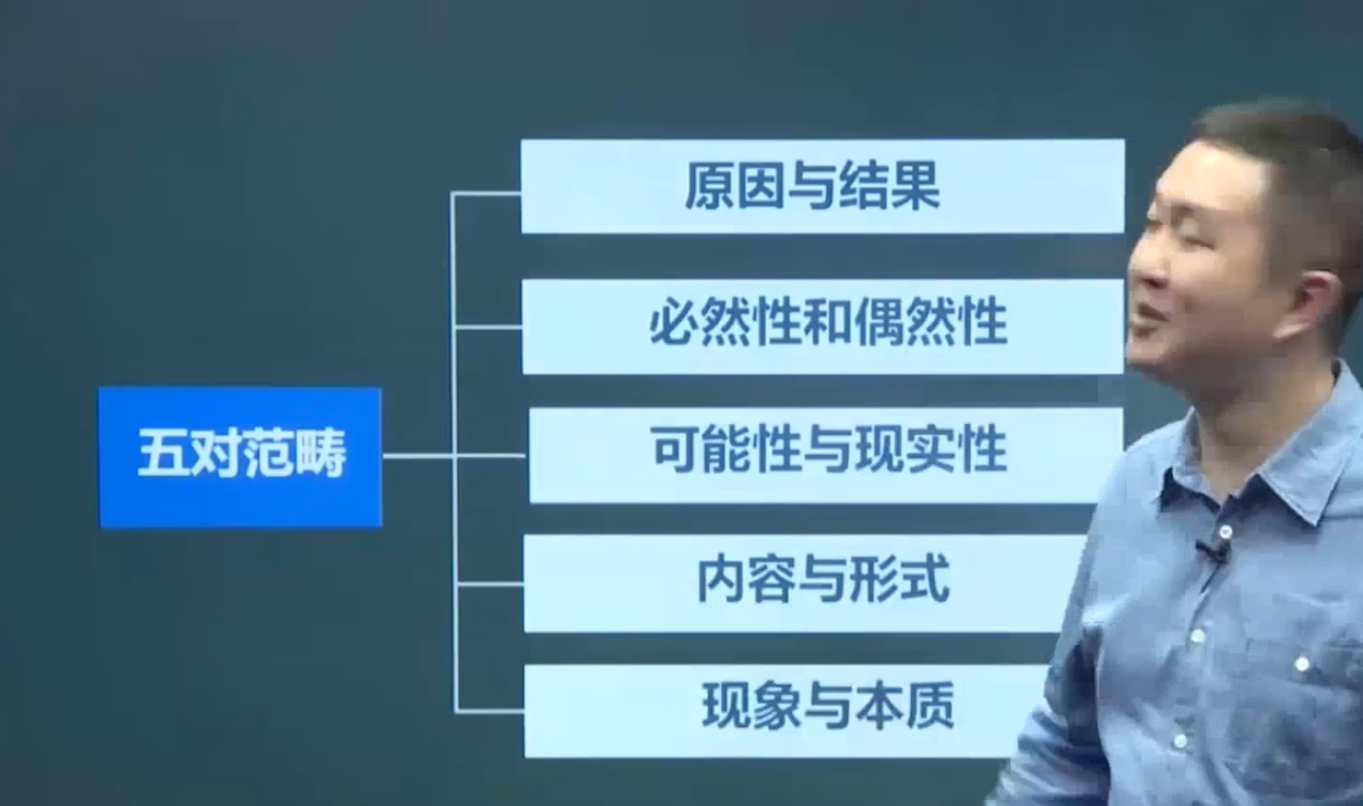 五对范畴
原因与结果
必然性和偶然性
可能性与现实性
内容与形式
现象与本质